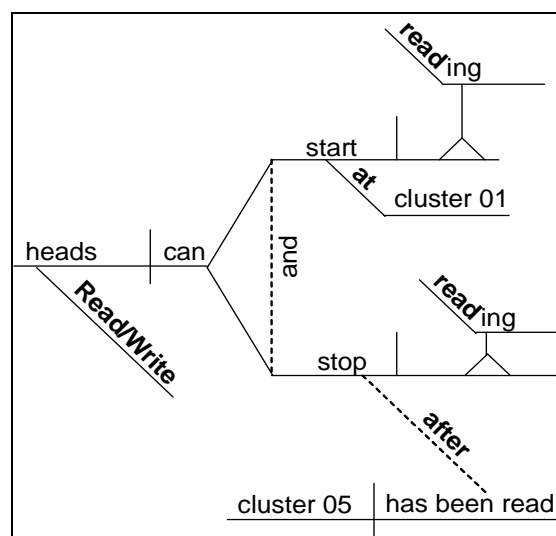 reading
start
at
cluster 01
heads
can
and
Read/Write
reading
stop
after
cluster 05
has been read